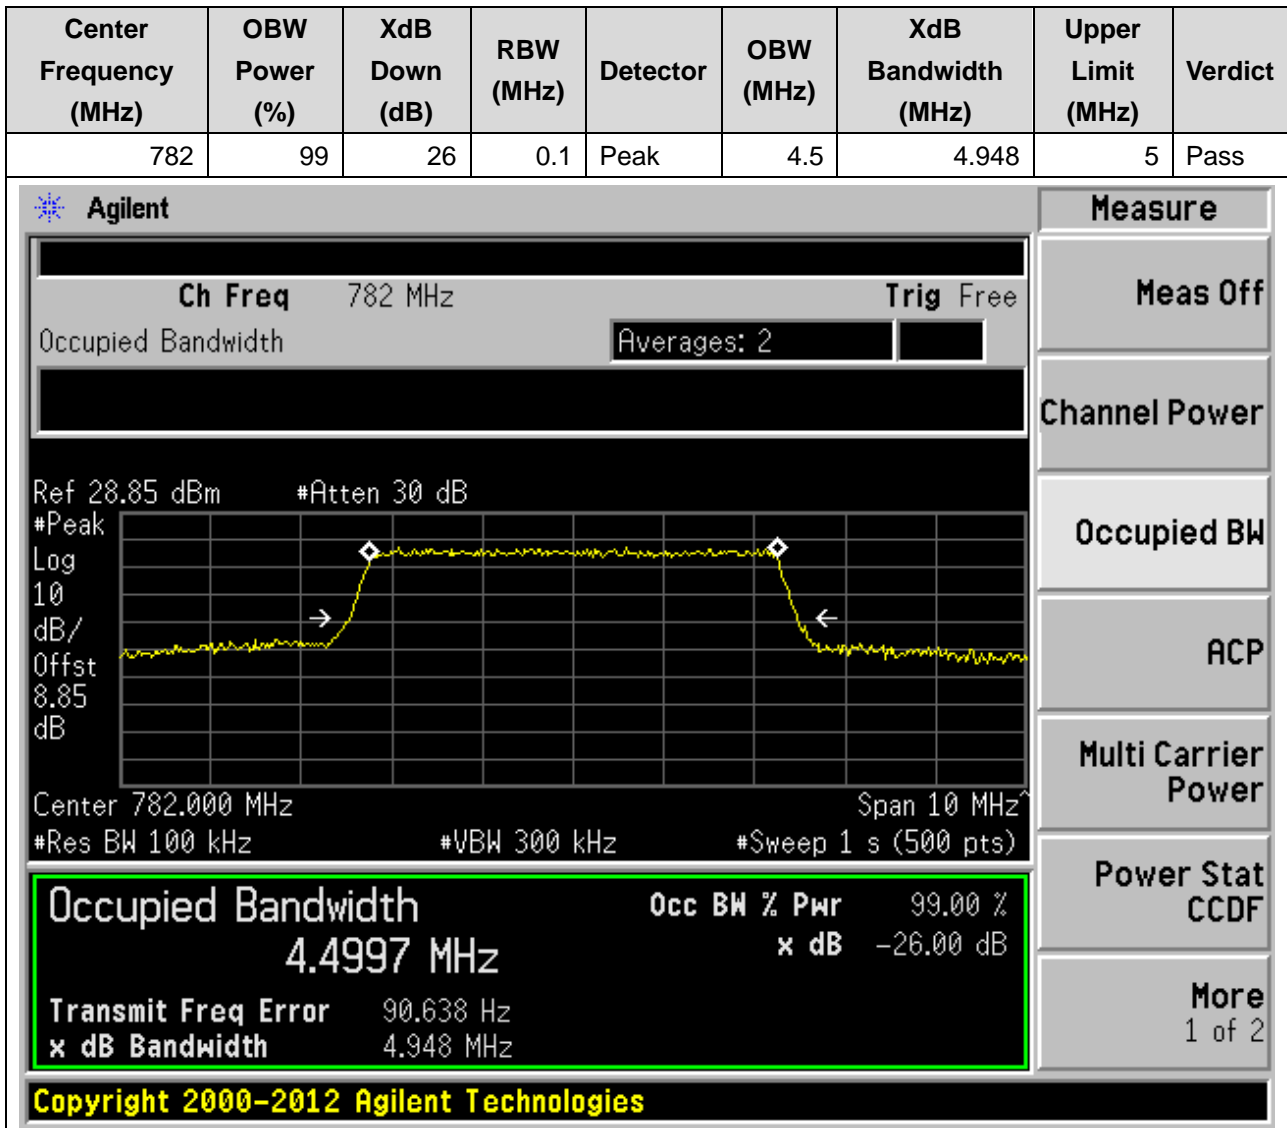 Center Frequency (MHz) OBW Power (%) XdB Down (dB) RBW (MHz) Detector OBW (MHz) XdB Bandwidth (MHz) Upper Limit (MHz) Verdict
782 99 26 0.1 Peak 4.5 4.948 5 Pass
Agilent
Measure
Ch Freq 782 MHz Trig Free
Meas Off
Occupied Bandwidth Averages: 2
Channel Power
Ref 28.85 dBm #Atten 30 dB
#Peak
Log
10
dB/
Offst
8.85
dB
Occupied BW
ACP
Multi Carrier
Power
Center 782.000 MHz Span 10 MHz^
#Res BW 100 kHz #VBW 300 kHz #Sweep 1 s (500 pts)
Power Stat
CCDF
Occupied Bandwidth Occ BW % Pwr 99.00 %
4.4997 MHz x dB -26.00 dB
Transmit Freq Error 90.638 Hz
x dB Bandwidth 4.948 MHz
More
1 of 2
Copyright 2000-2012 Agilent Technologies